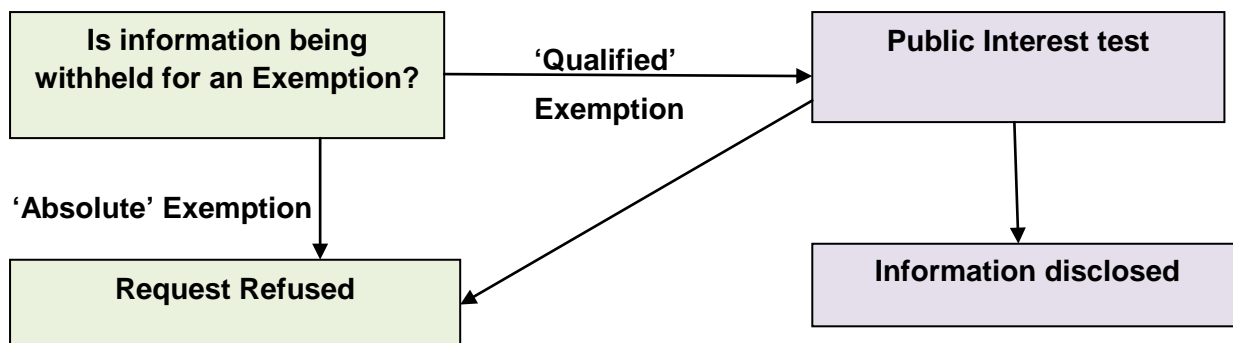 Is information being
withheld for an Exemption?
‘Qualified’
Exemption
Public Interest test
‘Absolute’ Exemption
Request Refused
Information disclosed